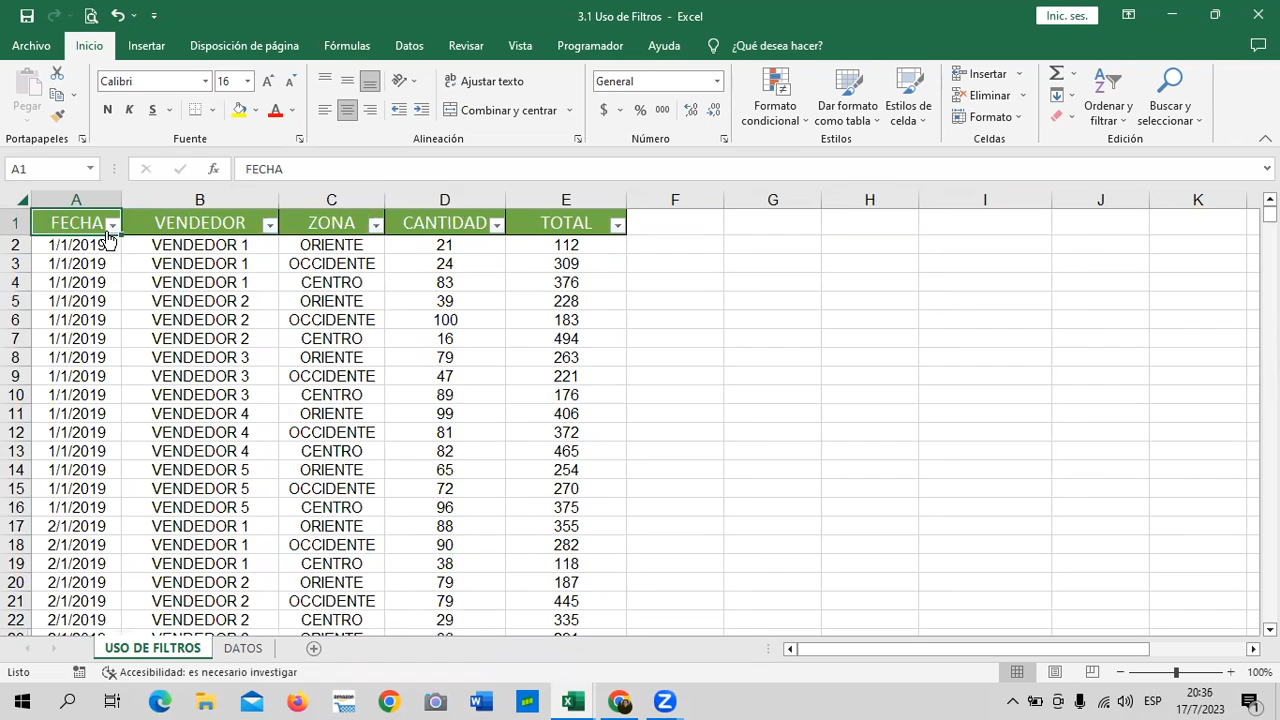 3.1 Uso de Filtros - Excel
Inic. ses.
Archivo Inicio Insertar Disposición de página Fórmulas Datos Revisar Vista Programador Ayuda ¿Qué desea hacer?
Pegar
Calibri 16
N K S A
Ajustar texto
Combinar y centrar
General
$ % 000
Formato condicional
Dar formato como tabla
Estilos de celda
Insertar
Eliminar
Formato
Ordenar y filtrar
Buscar y seleccionar
Portapapeles Fuente Alineación Número Estilos Celdas Edición
A1 fx FECHA
A B C D E F G H I J K
1 FECHA VENDEDOR ZONA CANTIDAD TOTAL
2 1/1/2019 VENDEDOR 1 ORIENTE 21 112
3 1/1/2019 VENDEDOR 1 OCCIDENTE 24 309
4 1/1/2019 VENDEDOR 1 CENTRO 83 376
5 1/1/2019 VENDEDOR 2 ORIENTE 39 228
6 1/1/2019 VENDEDOR 2 OCCIDENTE 100 183
7 1/1/2019 VENDEDOR 2 CENTRO 16 494
8 1/1/2019 VENDEDOR 3 ORIENTE 79 263
9 1/1/2019 VENDEDOR 3 OCCIDENTE 47 221
10 1/1/2019 VENDEDOR 3 CENTRO 89 176
11 1/1/2019 VENDEDOR 4 ORIENTE 99 406
12 1/1/2019 VENDEDOR 4 OCCIDENTE 81 372
13 1/1/2019 VENDEDOR 4 CENTRO 82 465
14 1/1/2019 VENDEDOR 5 ORIENTE 65 254
15 1/1/2019 VENDEDOR 5 OCCIDENTE 72 270
16 1/1/2019 VENDEDOR 5 CENTRO 96 375
17 2/1/2019 VENDEDOR 1 ORIENTE 88 355
18 2/1/2019 VENDEDOR 1 OCCIDENTE 90 282
19 2/1/2019 VENDEDOR 1 CENTRO 38 118
20 2/1/2019 VENDEDOR 2 ORIENTE 79 187
21 2/1/2019 VENDEDOR 2 OCCIDENTE 79 445
22 2/1/2019 VENDEDOR 2 CENTRO 29 335
USO DE FILTROS DATOS
Listo Accesibilidad: es necesario investigar 100%
ESP
20:36
17/7/2023